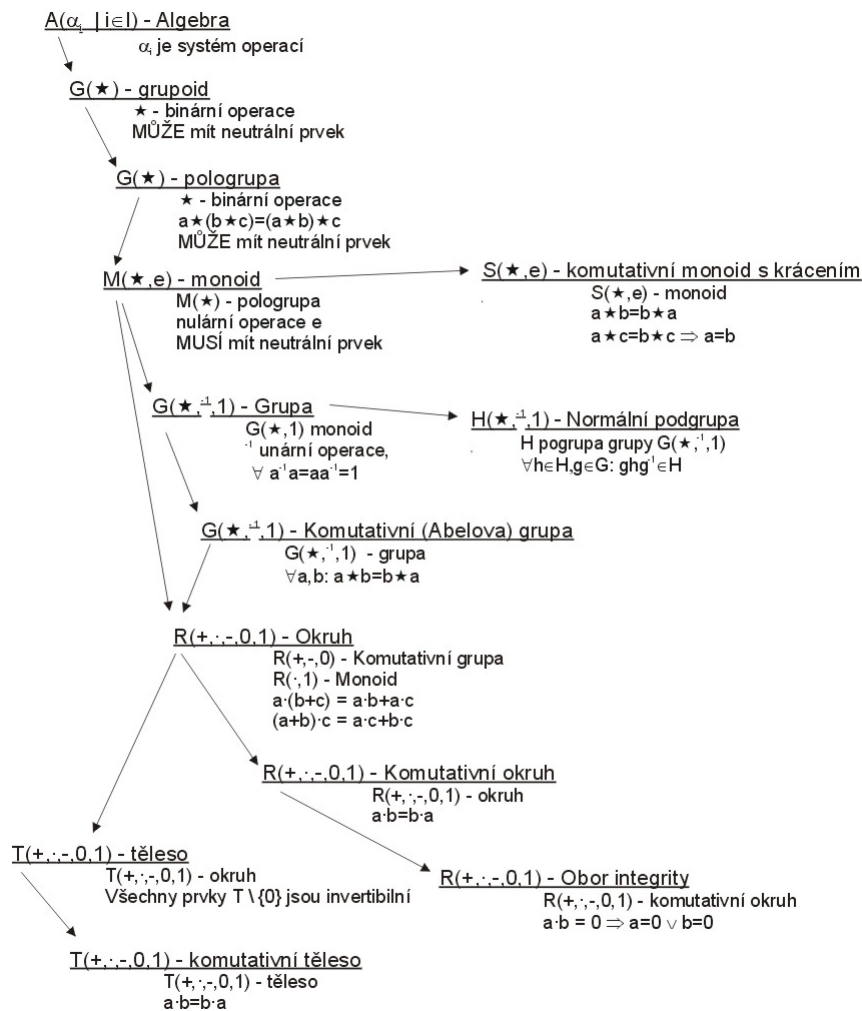 A(αᵢ | i∈I) - Algebra
αᵢ je systém operací
G(★) - grupoid
★ - binární operace
MŮŽE mít neutrální prvek
G(★) - pologrupa
★ - binární operace
a★(b★c)=(a★b)★c
MŮŽE mít neutrální prvek
M(★,e) - monoid
M(★) - pologrupa
nulární operace e
MUSÍ mít neutrální prvek
S(★,e) - komutativní monoid s krácením
S(★,e) - monoid
a★b=b★a
a★c=b★c ⇒ a=b
G(★,⁻¹,1) - Grupa
G(★,1) monoid
⁻¹ unární operace,
∀ a⁻¹a=aa⁻¹=1
H(★,⁻¹,1) - Normální podgrupa
H pogrupa grupy G(★,⁻¹,1)
∀h∈H,g∈G: ghg⁻¹∈H
G(★,⁻¹,1) - Komutativní (Abelova) grupa
G(★,⁻¹,1) - grupa
∀a,b: a★b=b★a
R(+,·,-,0,1) - Okruh
R(+,-,0) - Komutativní grupa
R(·,1) - Monoid
a·(b+c) = a·b+a·c
(a+b)·c = a·c+b·c
R(+,·,-,0,1) - Komutativní okruh
R(+,·,-,0,1) - okruh
a·b=b·a
T(+,·,-,0,1) - těleso
T(+,·,-,0,1) - okruh
Všechny prvky T \ {0} jsou invertibilní
R(+,·,-,0,1) - Obor integrity
R(+,·,-,0,1) - komutativní okruh
a·b = 0 ⇒ a=0 ∨ b=0
T(+,·,-,0,1) - komutativní těleso
T(+,·,-,0,1) - těleso
a·b=b·a